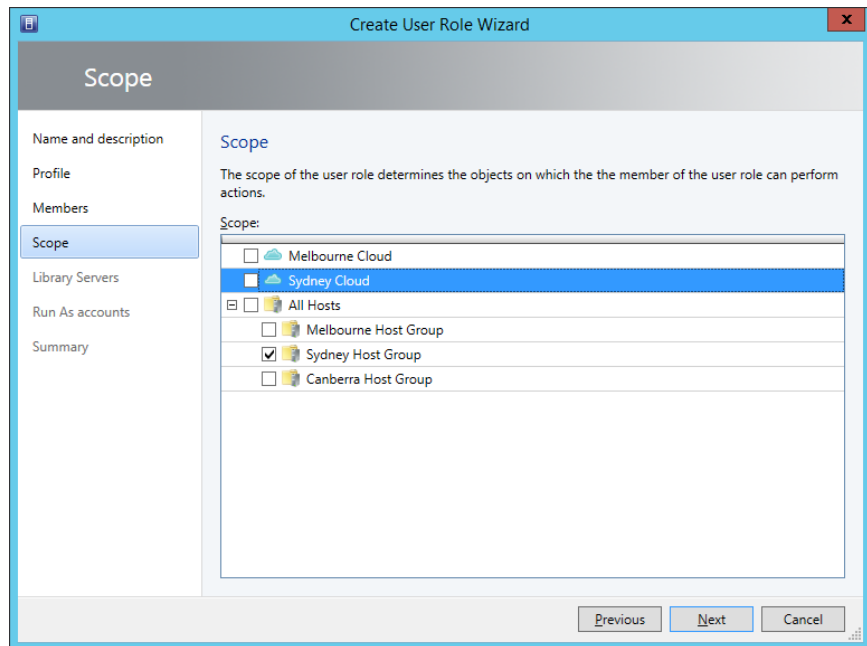 Create User Role Wizard
x
Scope
Name and description
Profile
Members
Scope
Library Servers
Run As accounts
Summary
Scope
The scope of the user role determines the objects on which the the member of the user role can perform
actions.
Scope:
Melbourne Cloud
Sydney Cloud
All Hosts
Melbourne Host Group
Sydney Host Group
Canberra Host Group
Previous
Next
Cancel